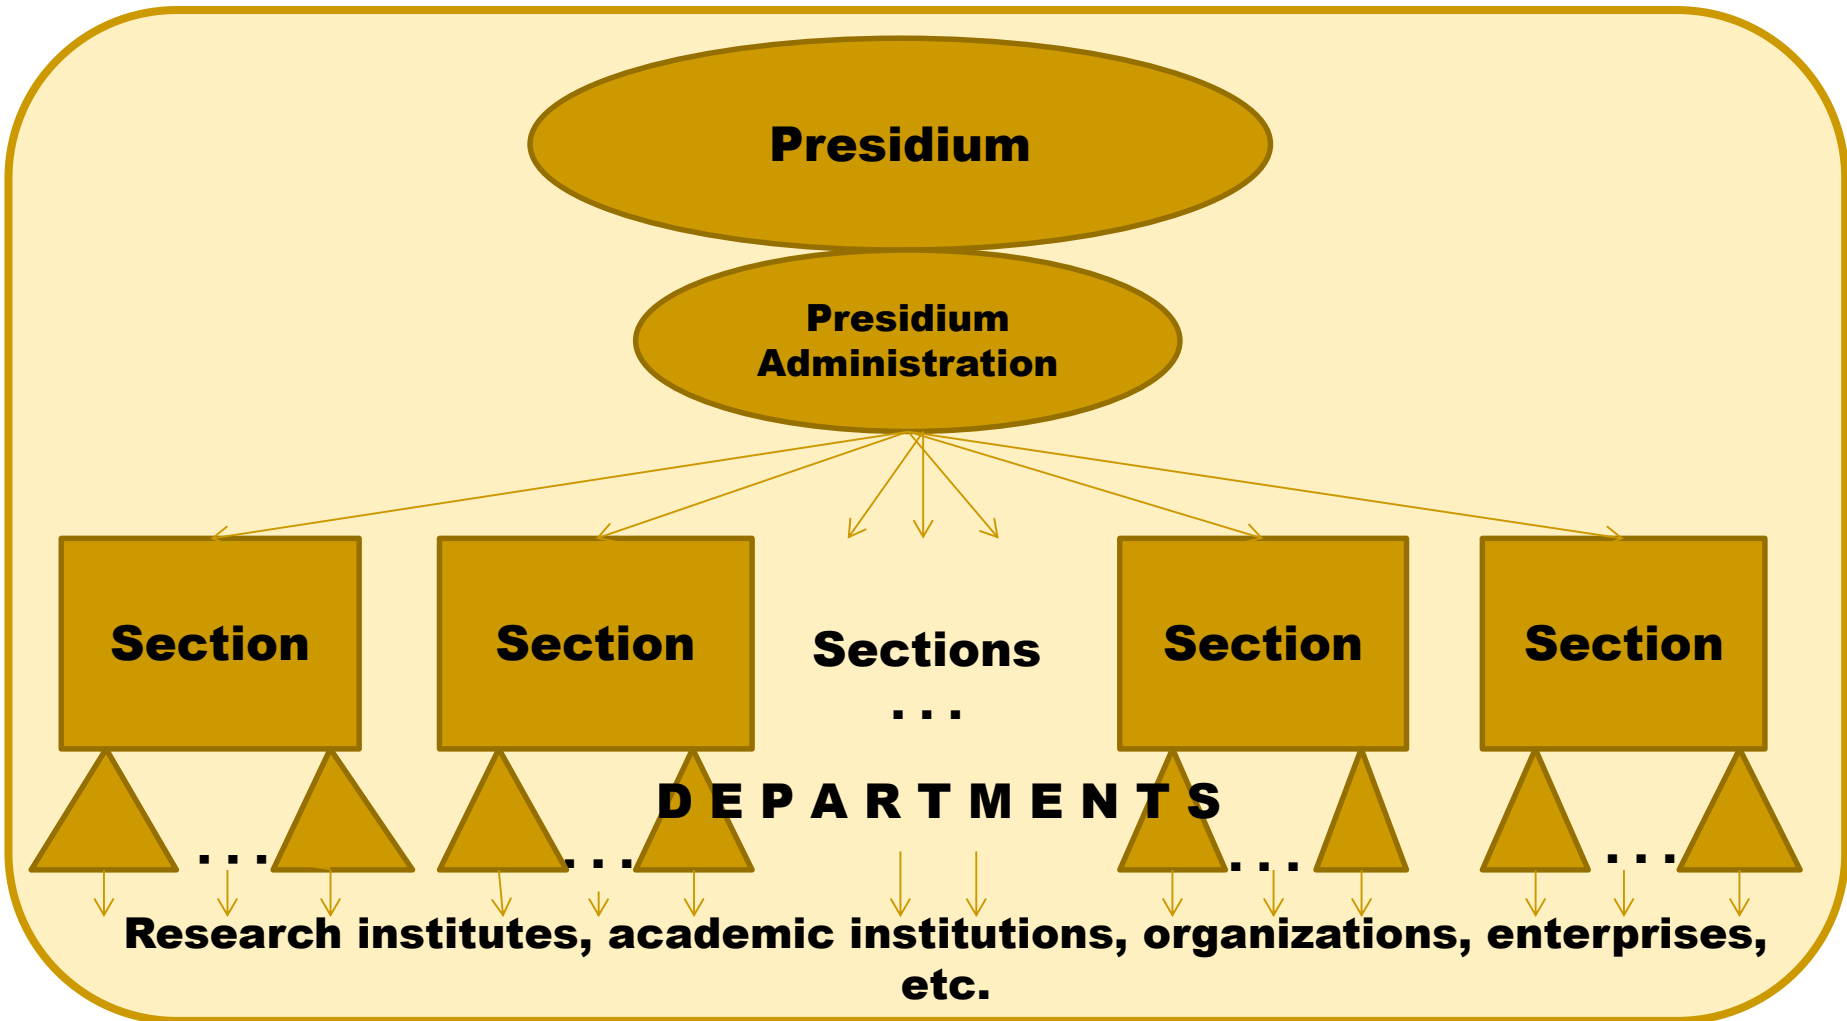 Presidium
Presidium
Administration
Section
Section
Sections
. . .
Section
Section
D E P A R T M E N T S
. . .
. . .
. . .
. . .
Research institutes, academic institutions, organizations, enterprises,
etc.